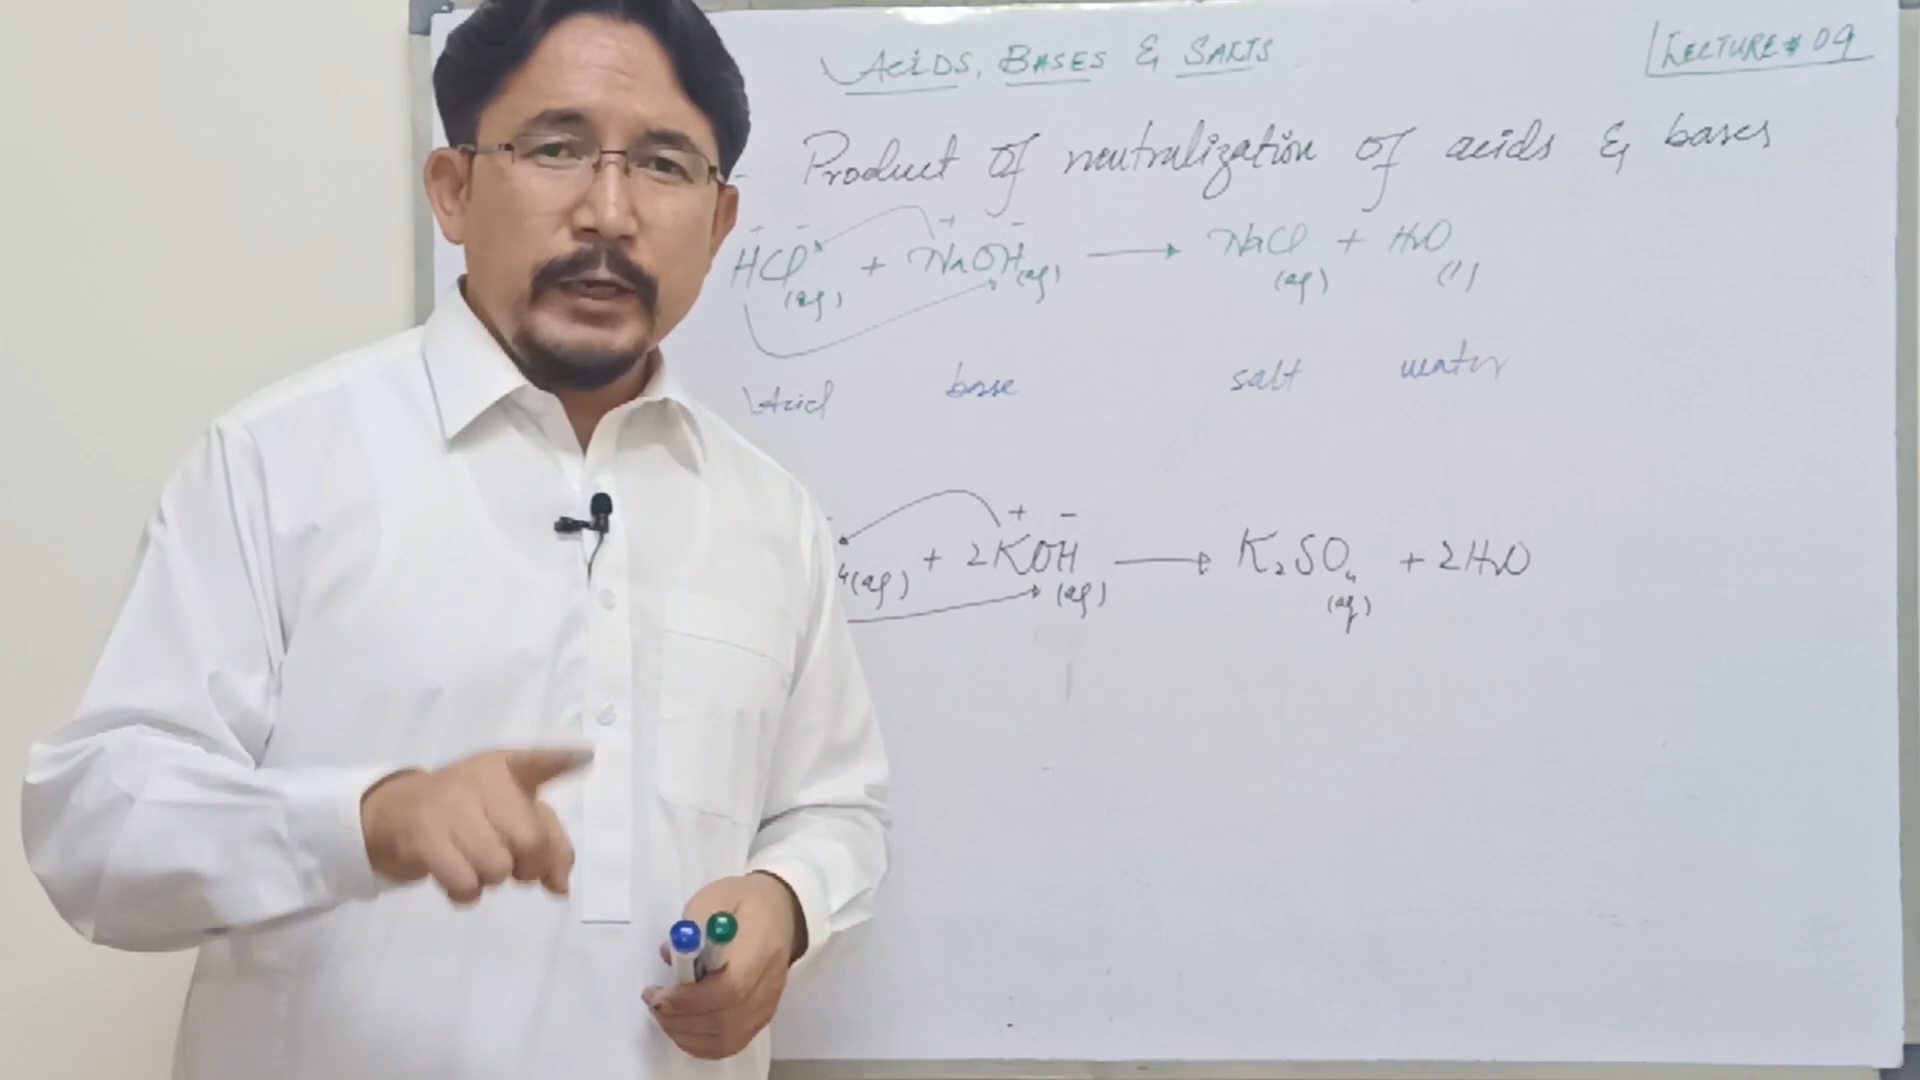 ACIDS, BASES & SALTS
LECTURE # 09
Product of neutralization of acids & bases
+ - + -
HCl(aq) + NaOH(aq) → NaCl(aq) + H2O(l)
Acid base salt water
- + -
4(aq) + 2KOH(aq) → K2SO4(aq) + 2H2O